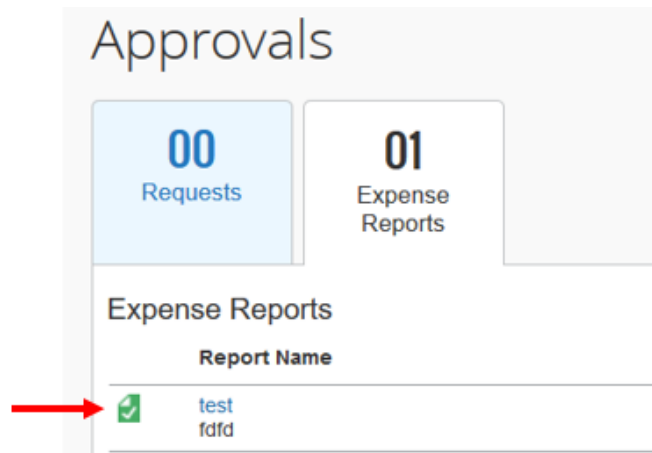 Approvals
00
Requests
01
Expense
Reports
Expense Reports
Report Name
test
fdfd